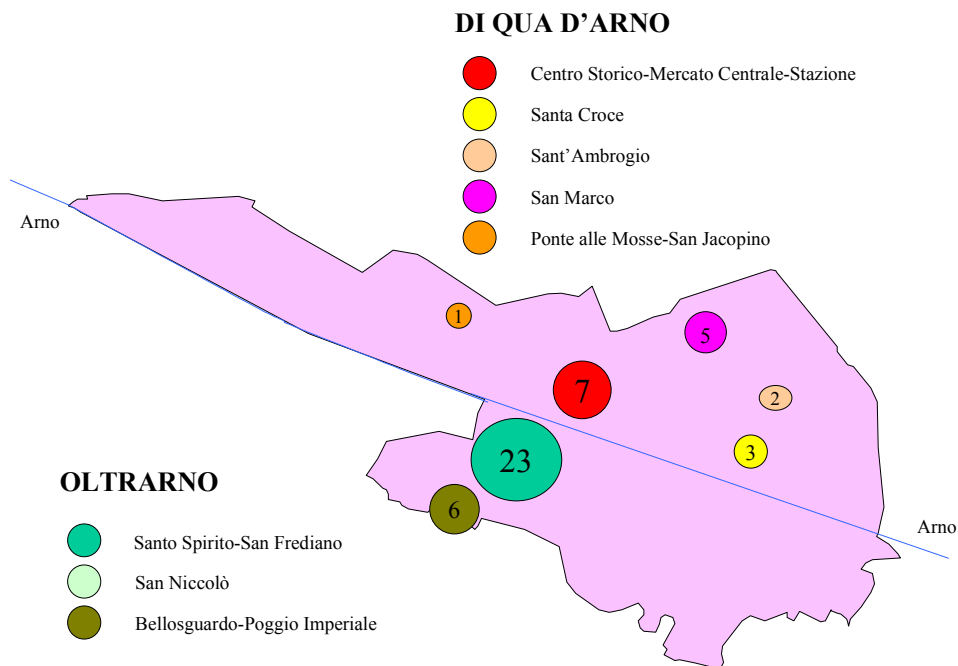 DI QUA D’ARNO
Centro Storico-Mercato Centrale-Stazione
Santa Croce
Sant’Ambrogio
San Marco
Ponte alle Mosse-San Jacopino
Arno
1
5
7
2
3
23
6
Arno
OLTRARNO
Santo Spirito-San Frediano
San Niccolò
Bellosguardo-Poggio Imperiale